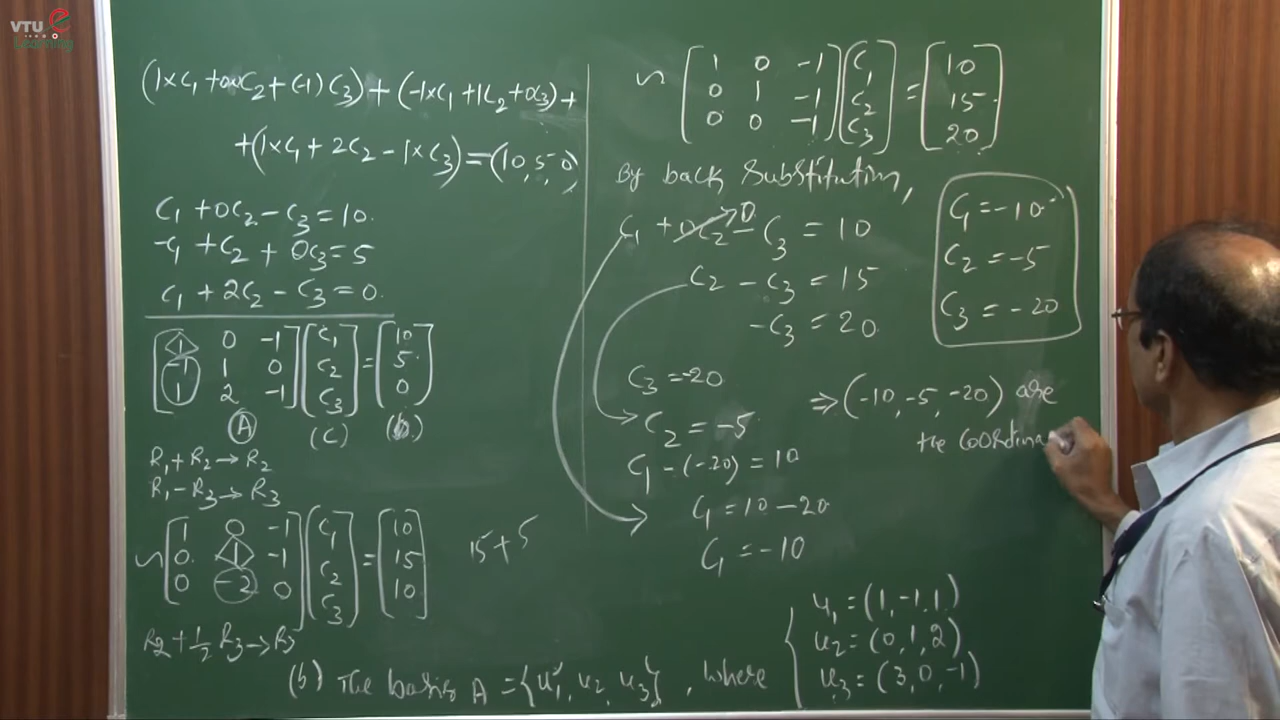 VTU e
Learning
(1×C₁ + 0×C₂ + (-1) C₃) + (-1×C₁ + 1C₂ + 0C₃) +
+ (1×C₁ + 2C₂ - 1×C₃) = (10, 5, 0)
C₁ + 0C₂ - C₃ = 10.
-C₁ + C₂ + 0C₃ = 5
C₁ + 2C₂ - C₃ = 0.
[1 0 -1] [C₁] = [10]
[-1 1 0] [C₂] [5]
[1 2 -1] [C₃] [0]
(A) (C) (b)
R₁ + R₂ → R₂
R₁ - R₃ → R₃
~ [1 0 -1] [C₁] = [10]
[0 1 -1] [C₂] [15]
[0 -2 0] [C₃] [10]
15 + 5
R₂ + 1/2 R₃ → R₃
~ [1 0 -1] [C₁] = [10]
[0 1 -1] [C₂] [15]
[0 0 -1] [C₃] [20]
By back Substitution,
C₁ + 0C₂ 0 - C₃ = 10
C₂ - C₃ = 15
-C₃ = 20
C₃ = -20
C₂ = -5
C₁ - (-20) = 10
C₁ = 10 - 20
C₁ = -10
C₁ = -10
C₂ = -5
C₃ = -20
⇒ (-10, -5, -20) are
the Coordina
(b) The basis A = {u₁, u₂, u₃}, where
u₁ = (1, -1, 1)
u₂ = (0, 1, 2)
u₃ = (3, 0, -1)